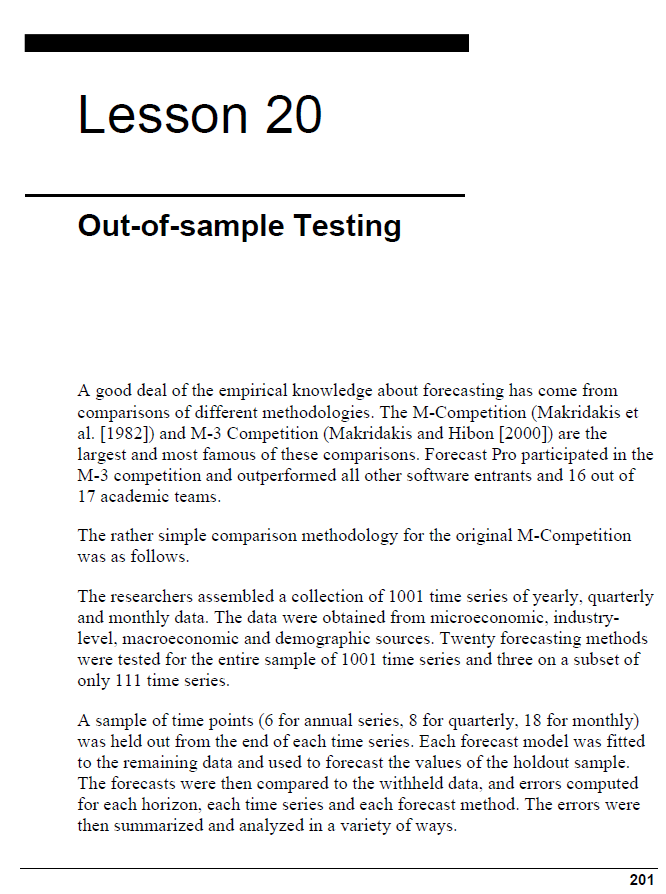 Lesson 20
Out-of-sample Testing
A good deal of the empirical knowledge about forecasting has come from
comparisons of different methodologies. The M-Competition (Makridakis et
al. [1982]) and M-3 Competition (Makridakis and Hibon [2000]) are the
largest and most famous of these comparisons. Forecast Pro participated in the
M-3 competition and outperformed all other software entrants and 16 out of
17 academic teams.
The rather simple comparison methodology for the original M-Competition
was as follows.
The researchers assembled a collection of 1001 time series of yearly, quarterly
and monthly data. The data were obtained from microeconomic, industry-
level, macroeconomic and demographic sources. Twenty forecasting methods
were tested for the entire sample of 1001 time series and three on a subset of
only 111 time series.
A sample of time points (6 for annual series, 8 for quarterly, 18 for monthly)
was held out from the end of each time series. Each forecast model was fitted
to the remaining data and used to forecast the values of the holdout sample.
The forecasts were then compared to the withheld data, and errors computed
for each horizon, each time series and each forecast method. The errors were
then summarized and analyzed in a variety of ways.
201